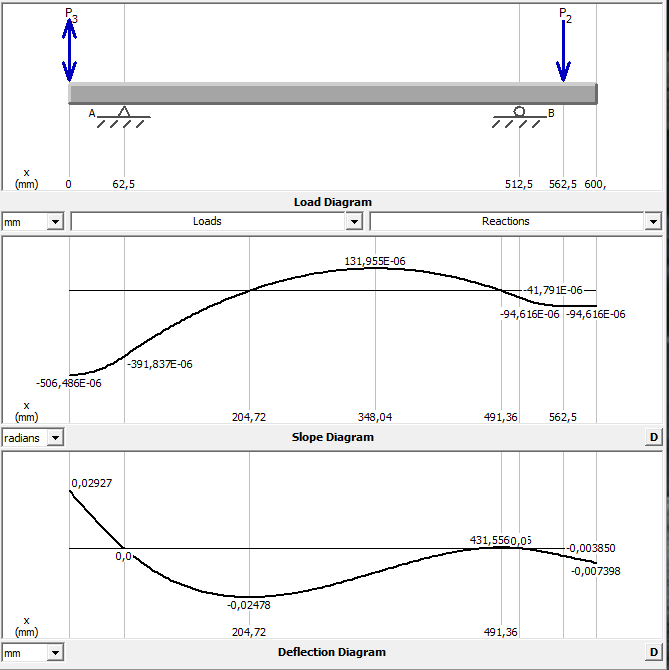 P3 P2
A B
x
(mm) 0 62,5 512,5 562,5 600,
Load Diagram
mm Loads Reactions
131,955E-06
-41,791E-06
-94,616E-06 -94,616E-06
-391,837E-06
-506,486E-06
x
(mm) 204,72 348,04 491,36 562,5
radians Slope Diagram D
0,02927
431,556
0,0 -0,003850
-0,007398
-0,02478
x
(mm) 204,72 491,36
mm Deflection Diagram D